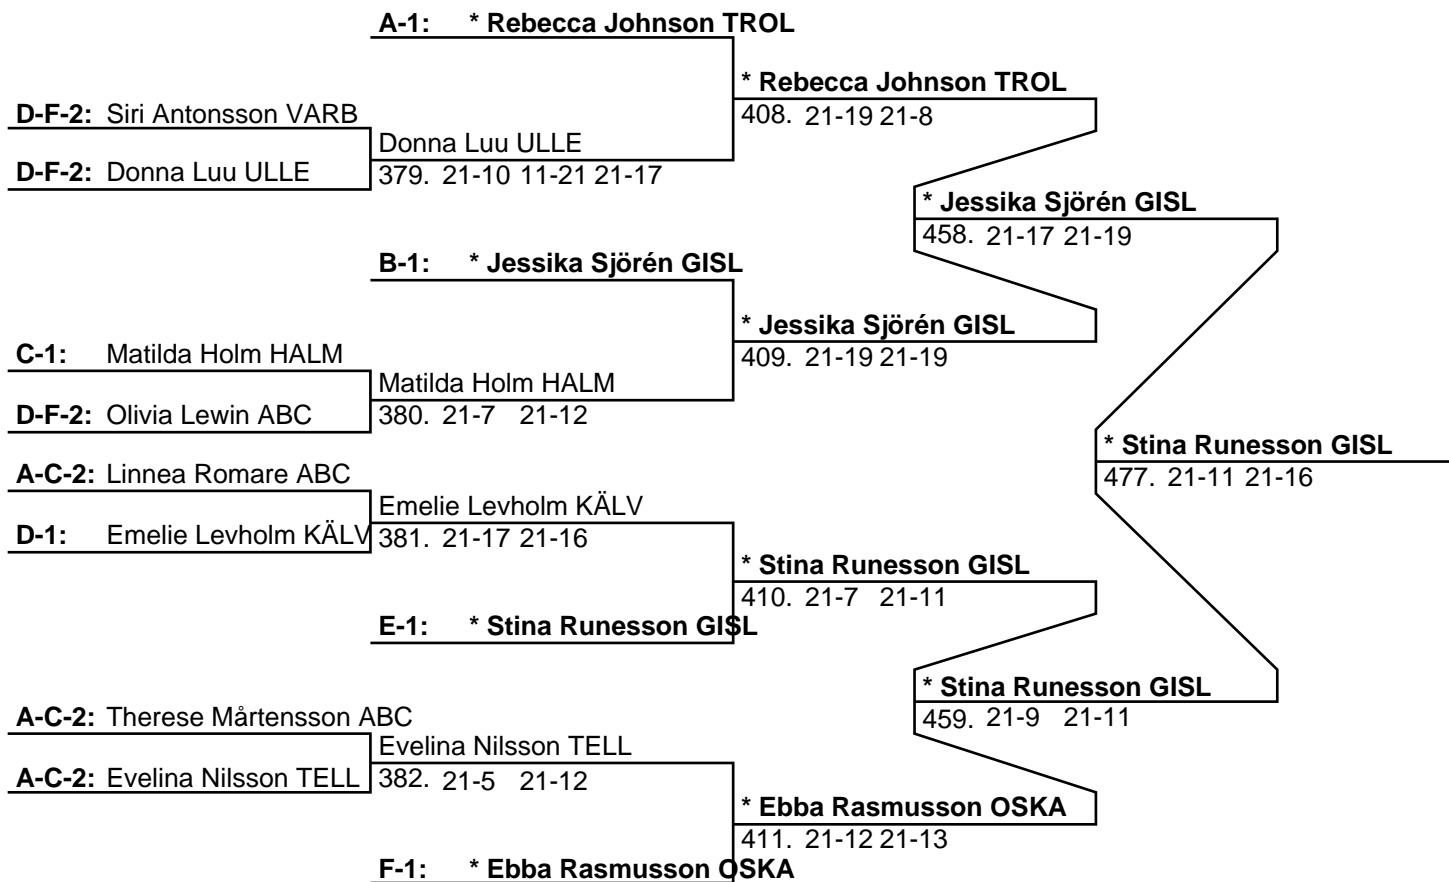 A-1: * Rebecca Johnson TROL
* Rebecca Johnson TROL
D-F-2: Siri Antonsson VARB
408. 21-19 21-8
Donna Luu ULLE
D-F-2: Donna Luu ULLE
379. 21-10 11-21 21-17
* Jessika Sjörén GISL
458. 21-17 21-19
B-1: * Jessika Sjörén GISL
* Jessika Sjörén GISL
C-1: Matilda Holm HALM
409. 21-19 21-19
Matilda Holm HALM
D-F-2: Olivia Lewin ABC
380. 21-7 21-12
* Stina Runesson GISL
A-C-2: Linnea Romare ABC
477. 21-11 21-16
Emelie Levholm KÄLV
D-1: Emelie Levholm KÄLV
381. 21-17 21-16
* Stina Runesson GISL
410. 21-7 21-11
E-1: * Stina Runesson GISL
* Stina Runesson GISL
A-C-2: Therese Mårtensson ABC
459. 21-9 21-11
Evelina Nilsson TELL
A-C-2: Evelina Nilsson TELL
382. 21-5 21-12
* Ebba Rasmusson OSKA
411. 21-12 21-13
F-1: * Ebba Rasmusson OSKA